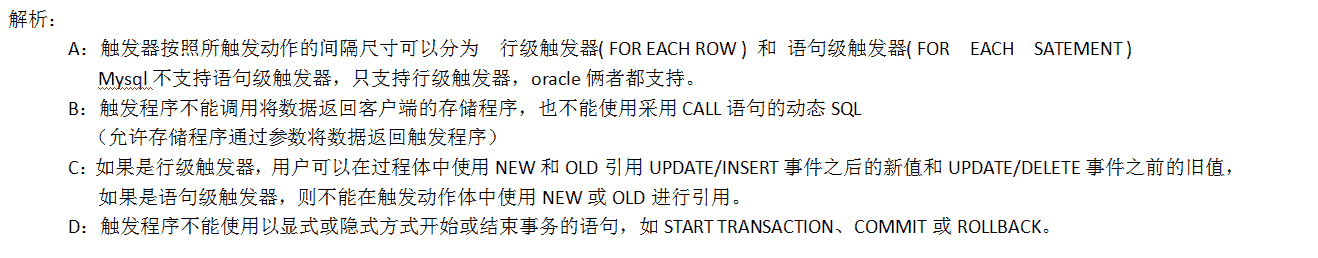 解析：
A：触发器按照所触发动作的间隔尺寸可以分为 行级触发器( FOR EACH ROW ) 和 语句级触发器( FOR EACH SATEMENT )
Mysql 不支持语句级触发器，只支持行级触发器，oracle 俩者都支持。
B：触发程序不能调用将数据返回客户端的存储程序，也不能使用采用 CALL 语句的动态 SQL
（允许存储程序通过参数将数据返回触发程序）
C：如果是行级触发器，用户可以在过程体中使用 NEW 和 OLD 引用 UPDATE/INSERT 事件之后的新值和 UPDATE/DELETE 事件之前的旧值，
如果是语句级触发器，则不能在触发动作体中使用 NEW 或 OLD 进行引用。
D：触发程序不能使用以显式或隐式方式开始或结束事务的语句，如 START TRANSACTION、COMMIT 或 ROLLBACK。